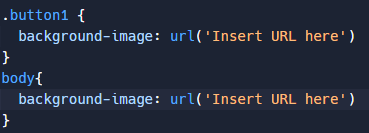 .button1 {
  background-image: url('Insert URL here')
}
body{
  background-image: url('Insert URL here')
}